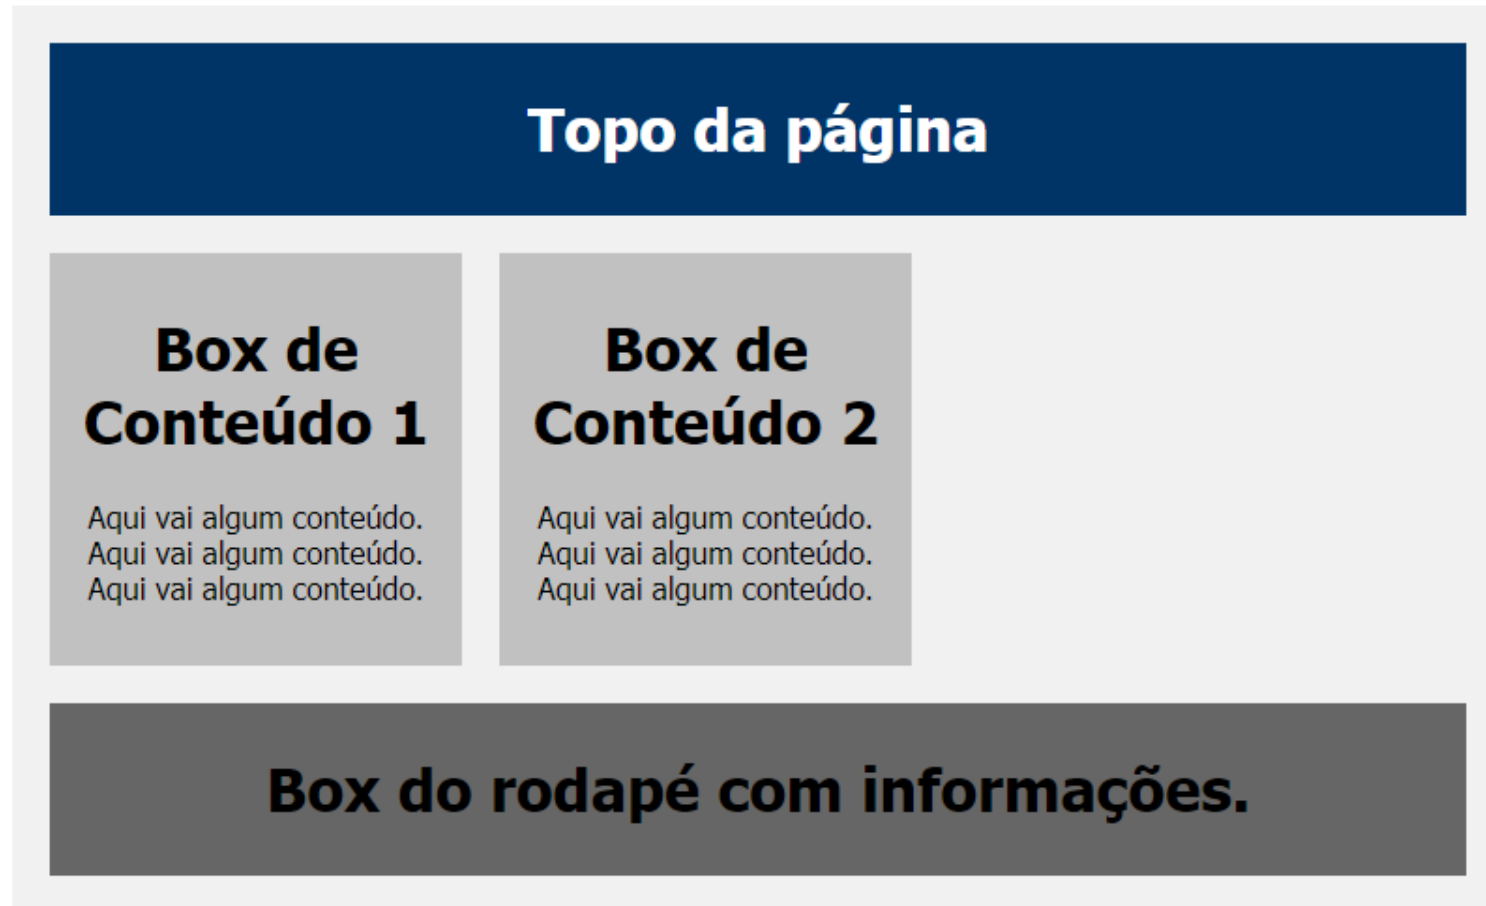 Topo da página
Box de
Conteúdo 1
Aqui vai algum conteúdo.
Aqui vai algum conteúdo.
Aqui vai algum conteúdo.
Box de
Conteúdo 2
Aqui vai algum conteúdo.
Aqui vai algum conteúdo.
Aqui vai algum conteúdo.
Box do rodapé com informações.